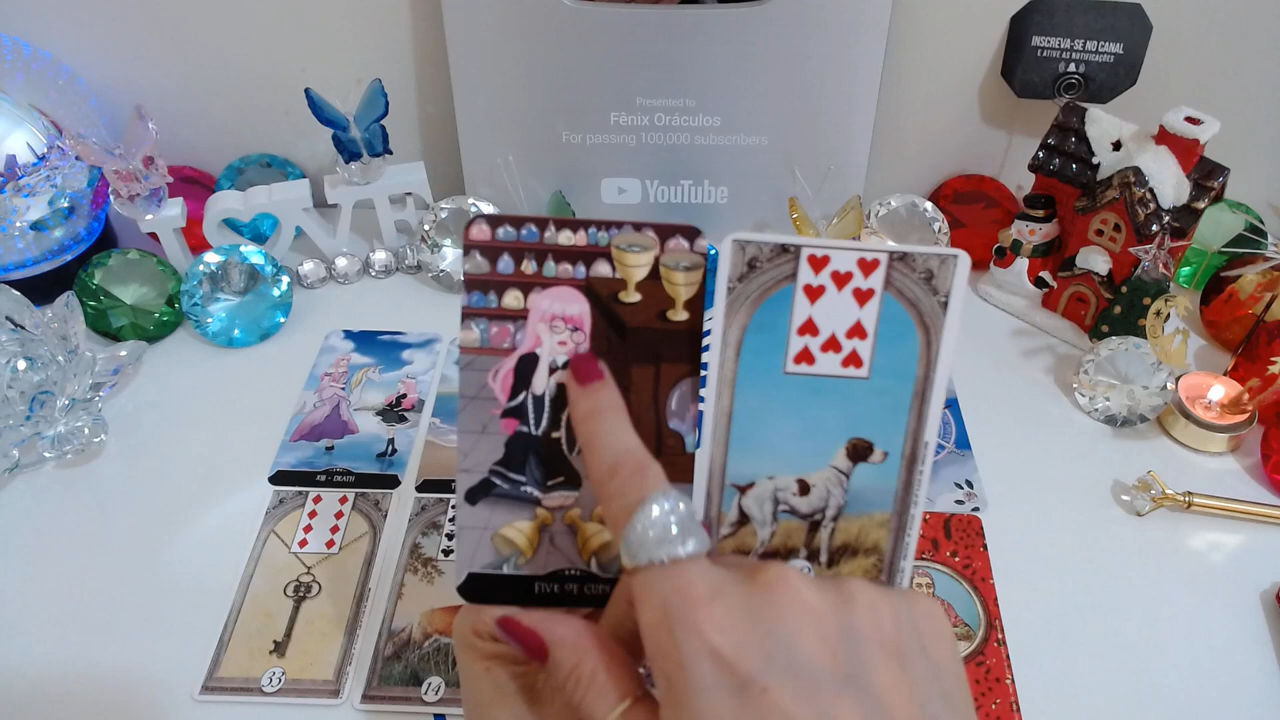 Presented to
Fênix Oráculos
For passing 100,000 subscribers
YouTube
INSCREVA-SE NO CANAL
E ATIVE AS NOTIFICAÇÕES
LOVE
XIII - DEATH
FIVE OF CUPS
33
14